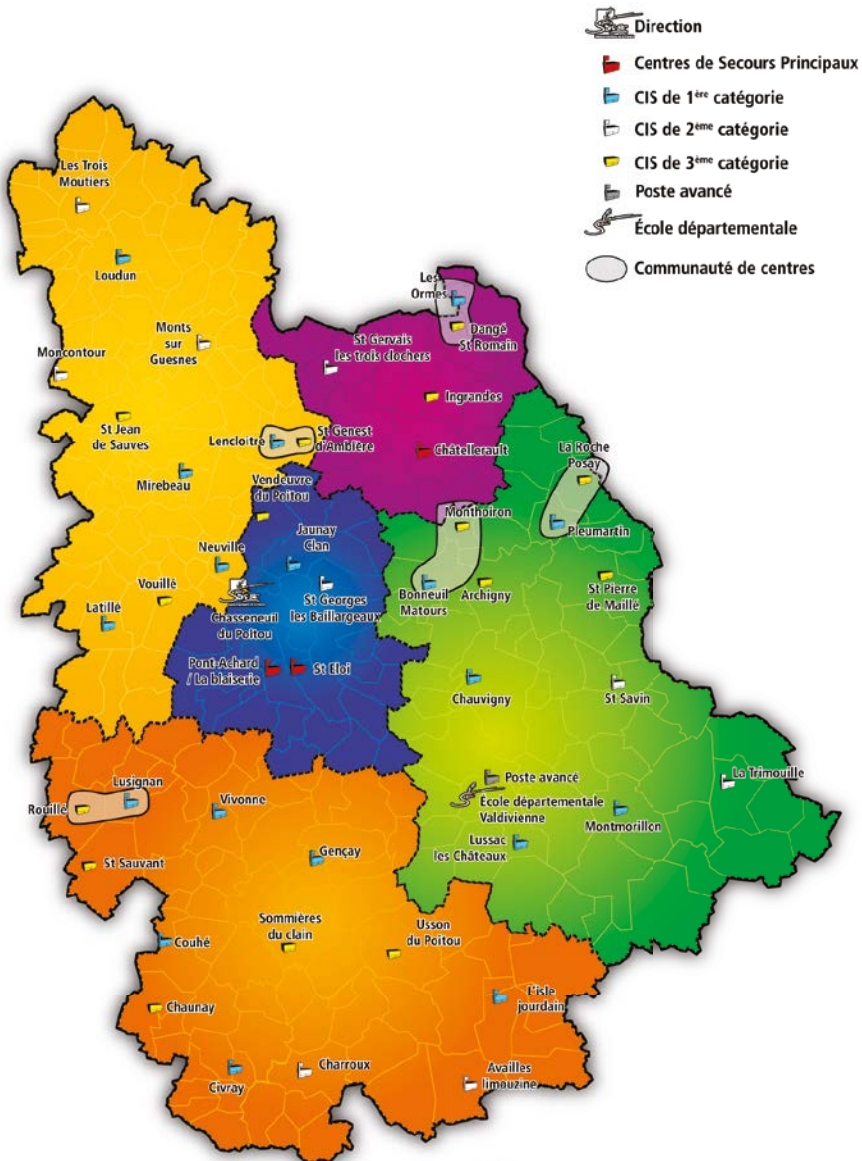 Direction
Centres de Secours Principaux
CIS de 1ère catégorie
CIS de 2ème catégorie
CIS de 3ème catégorie
Poste avancé
École départementale
Communauté de centres
Les Trois
Moutiers
Loudun
Monts
sur
Guesnes
Moncontour
St Jean
de Sauves
Mirebeau
Lencloitre
St Genest
d'Ambière
Les
Ormes
Dangé
St Romain
St Gervais
les trois clochers
Ingrandes
Châtellerault
La Roche
Posay
Pleumartin
Monthoiron
Bonneuil
Matours
Archigny
St Pierre
de Maillé
Vendeuvre
du Poitou
Jaunay
Clan
Neuville
Vouillé
Latillé
Chasseneuil
du Poitou
St Georges
les Baillargeaux
Pont-Achard
/ La blaiserie
St Eloi
Chauvigny
St Savin
La Trimouille
Poste avancé
École départementale
Valdivienne
Montmorillon
Lussac
les Châteaux
Rouillé
Lusignan
Vivonne
St Sauvant
Gençay
Sommières
du clain
Usson
du Poitou
Couhé
Chaunay
L'isle
jourdain
Civray
Charroux
Availles
limouzine